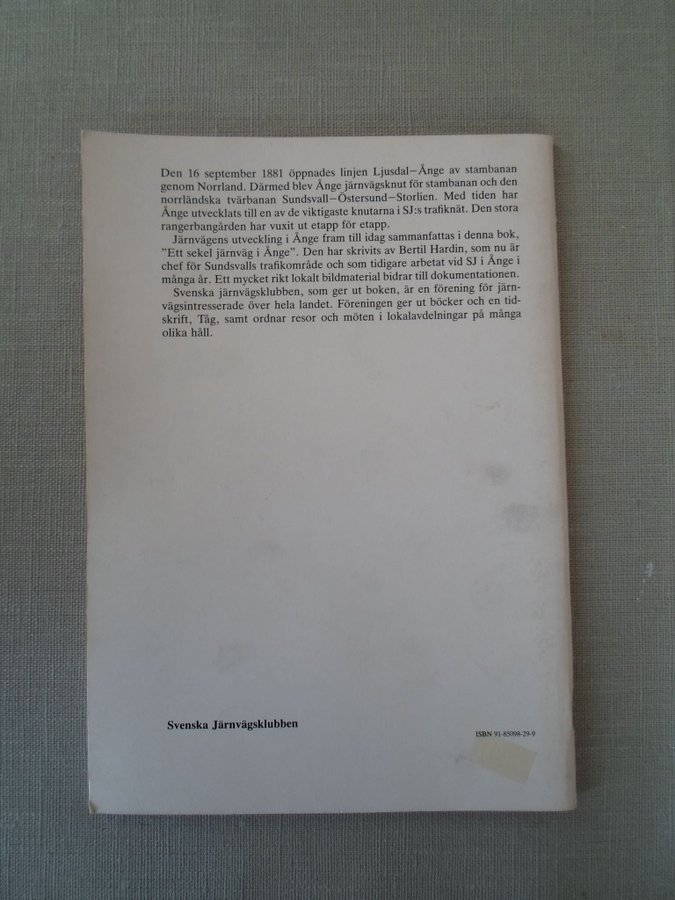 Den 16 september 1881 öppnades linjen Ljusdal–Ånge av stambanan
genom Norrland. Därmed blev Ånge järnvägsknut för stambanan och den
norrländska tvärbanan Sundsvall–Östersund–Storlien. Med tiden har
Ånge utvecklats till en av de viktigaste knutarna i SJ:s trafiknät. Den stora
rangerbangården har vuxit ut etapp för etapp.
Järnvägens utveckling i Ånge fram till idag sammanfattas i denna bok,
"Ett sekel järnväg i Ånge". Den har skrivits av Bertil Hardin, som nu är
chef för Sundsvalls trafikområde och som tidigare arbetat vid SJ i Ånge i
många år. Ett mycket rikt lokalt bildmaterial bidrar till dokumentationen.
Svenska järnvägsklubben, som ger ut boken, är en förening för järn-
vägsintresserade över hela landet. Föreningen ger ut böcker och en tid-
skrift, Tåg, samt ordnar resor och möten i lokalavdelningar på många
olika håll.
Svenska Järnvägsklubben
ISBN 91-85098-29-9